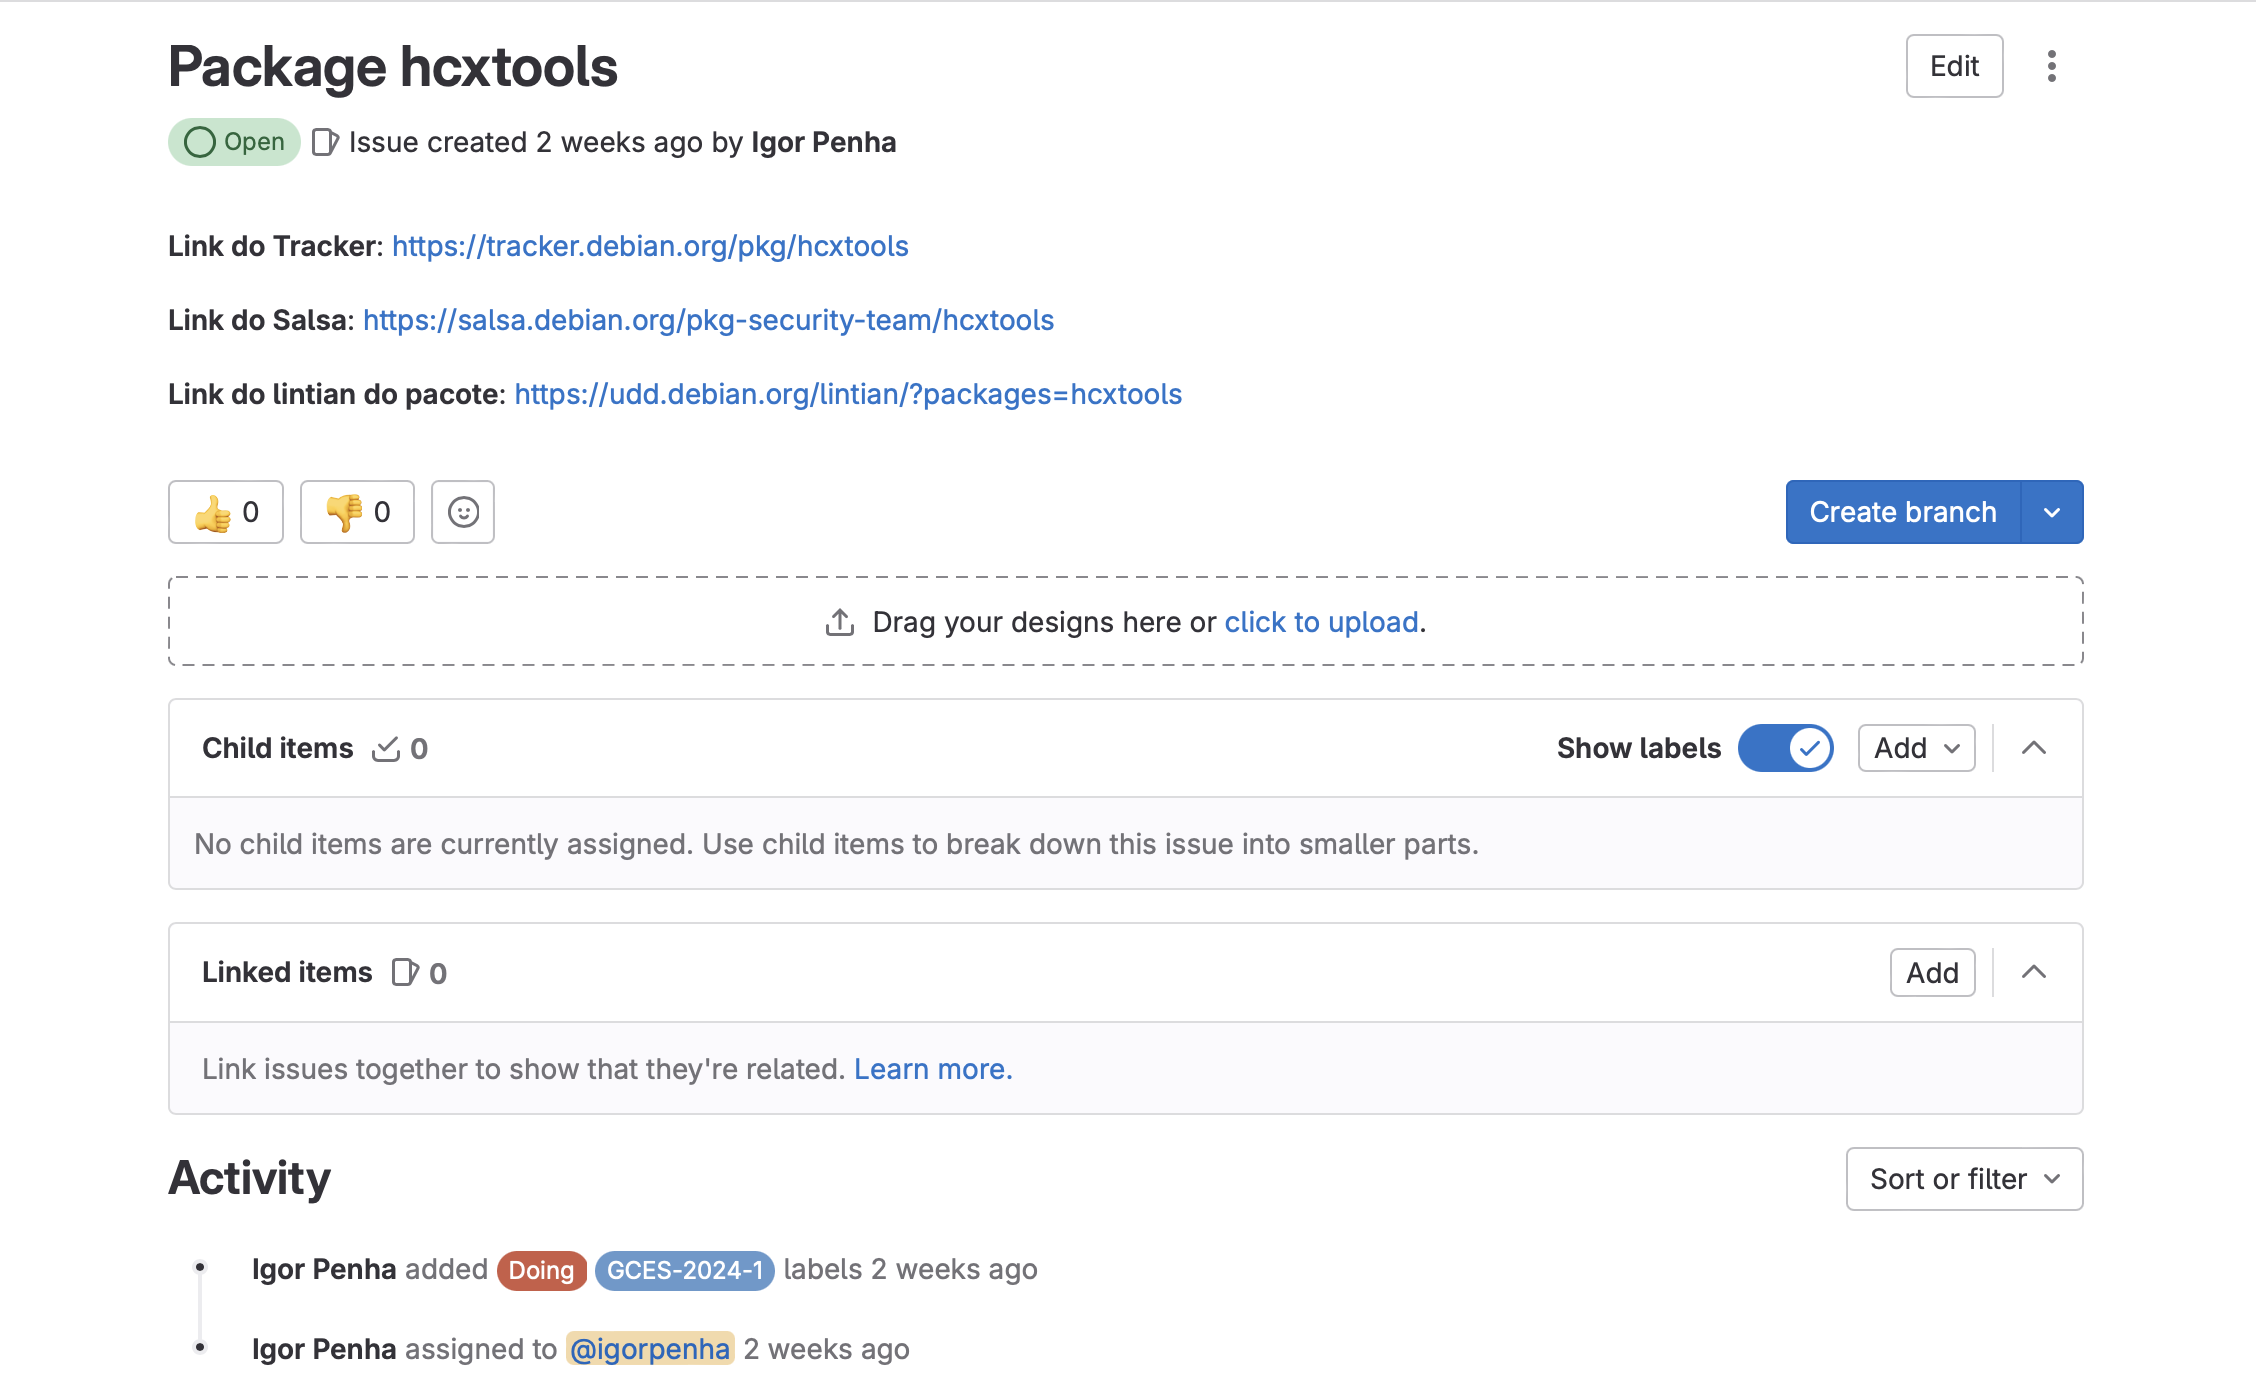 Package hcxtools
Edit
Open Issue created 2 weeks ago by Igor Penha
Link do Tracker: https://tracker.debian.org/pkg/hcxtools
Link do Salsa: https://salsa.debian.org/pkg-security-team/hcxtools
Link do lintian do pacote: https://udd.debian.org/lintian/?packages=hcxtools
👍 0 👎 0
Create branch
Drag your designs here or click to upload.
Child items 0
Show labels Add
No child items are currently assigned. Use child items to break down this issue into smaller parts.
Linked items 0
Add
Link issues together to show that they're related. Learn more.
Activity
Sort or filter
Igor Penha added Doing GCES-2024-1 labels 2 weeks ago
Igor Penha assigned to @igorpenha 2 weeks ago